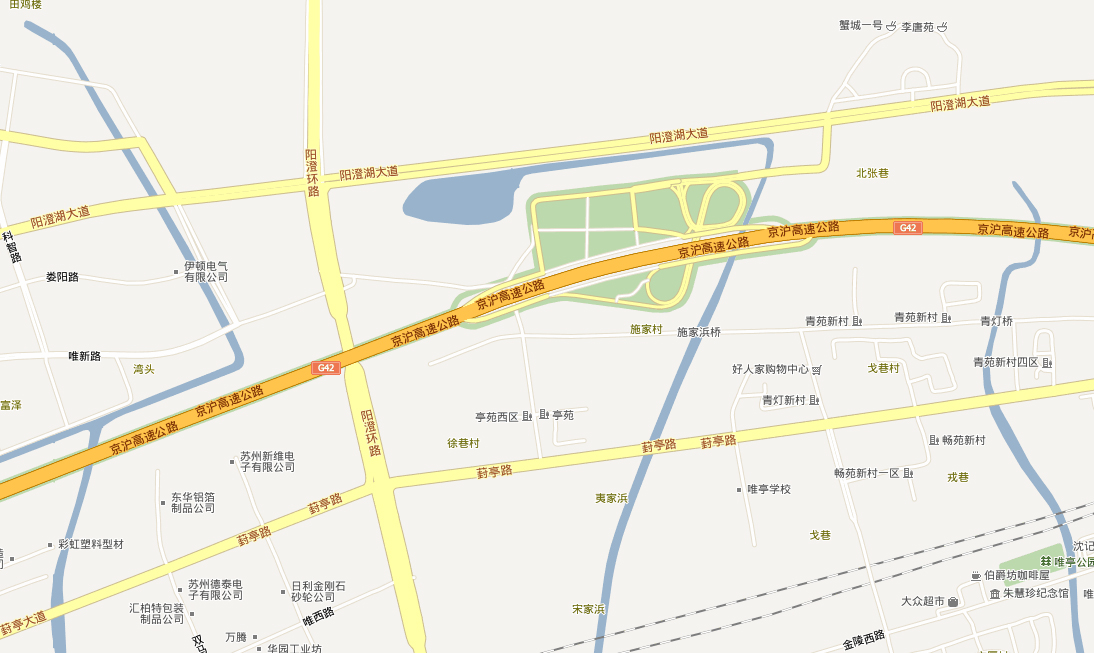 田鸡楼
蟹城一号
李唐苑
阳澄湖大道
阳澄湖大道
阳澄湖大道
阳澄湖大道
阳澄环路
北张巷
科智路
娄阳路
伊顿电气
有限公司
京沪高速公路
京沪高速公路
G42
京沪高速公路
京沪高速公路
京沪高速公路
京沪高速公路
施家村
施家浜桥
青苑新村
青苑新村
青灯桥
唯新路
湾头
G42
好人家购物中心
戈巷村
青苑新村四区
富泽
京沪高速公路
京沪高速公路
青灯新村
亭苑西区
亭苑
阳澄环路
徐巷村
葑亭路
葑亭路
葑亭路
畅苑新村
苏州新维电
子有限公司
畅苑新村一区
戎巷
唯亭学校
夷家浜
东华铝箔
制品公司
葑亭路
葑亭路
戈巷
彩虹塑料型材
沈记
唯亭公园
伯爵坊咖啡屋
苏州德泰电
子有限公司
日利金刚石
砂轮公司
朱慧珍纪念馆
唯
大众超市
汇柏特包装
制品公司
宋家浜
唯西路
葑亭大道
万腾
华园工业坊
金陵西路